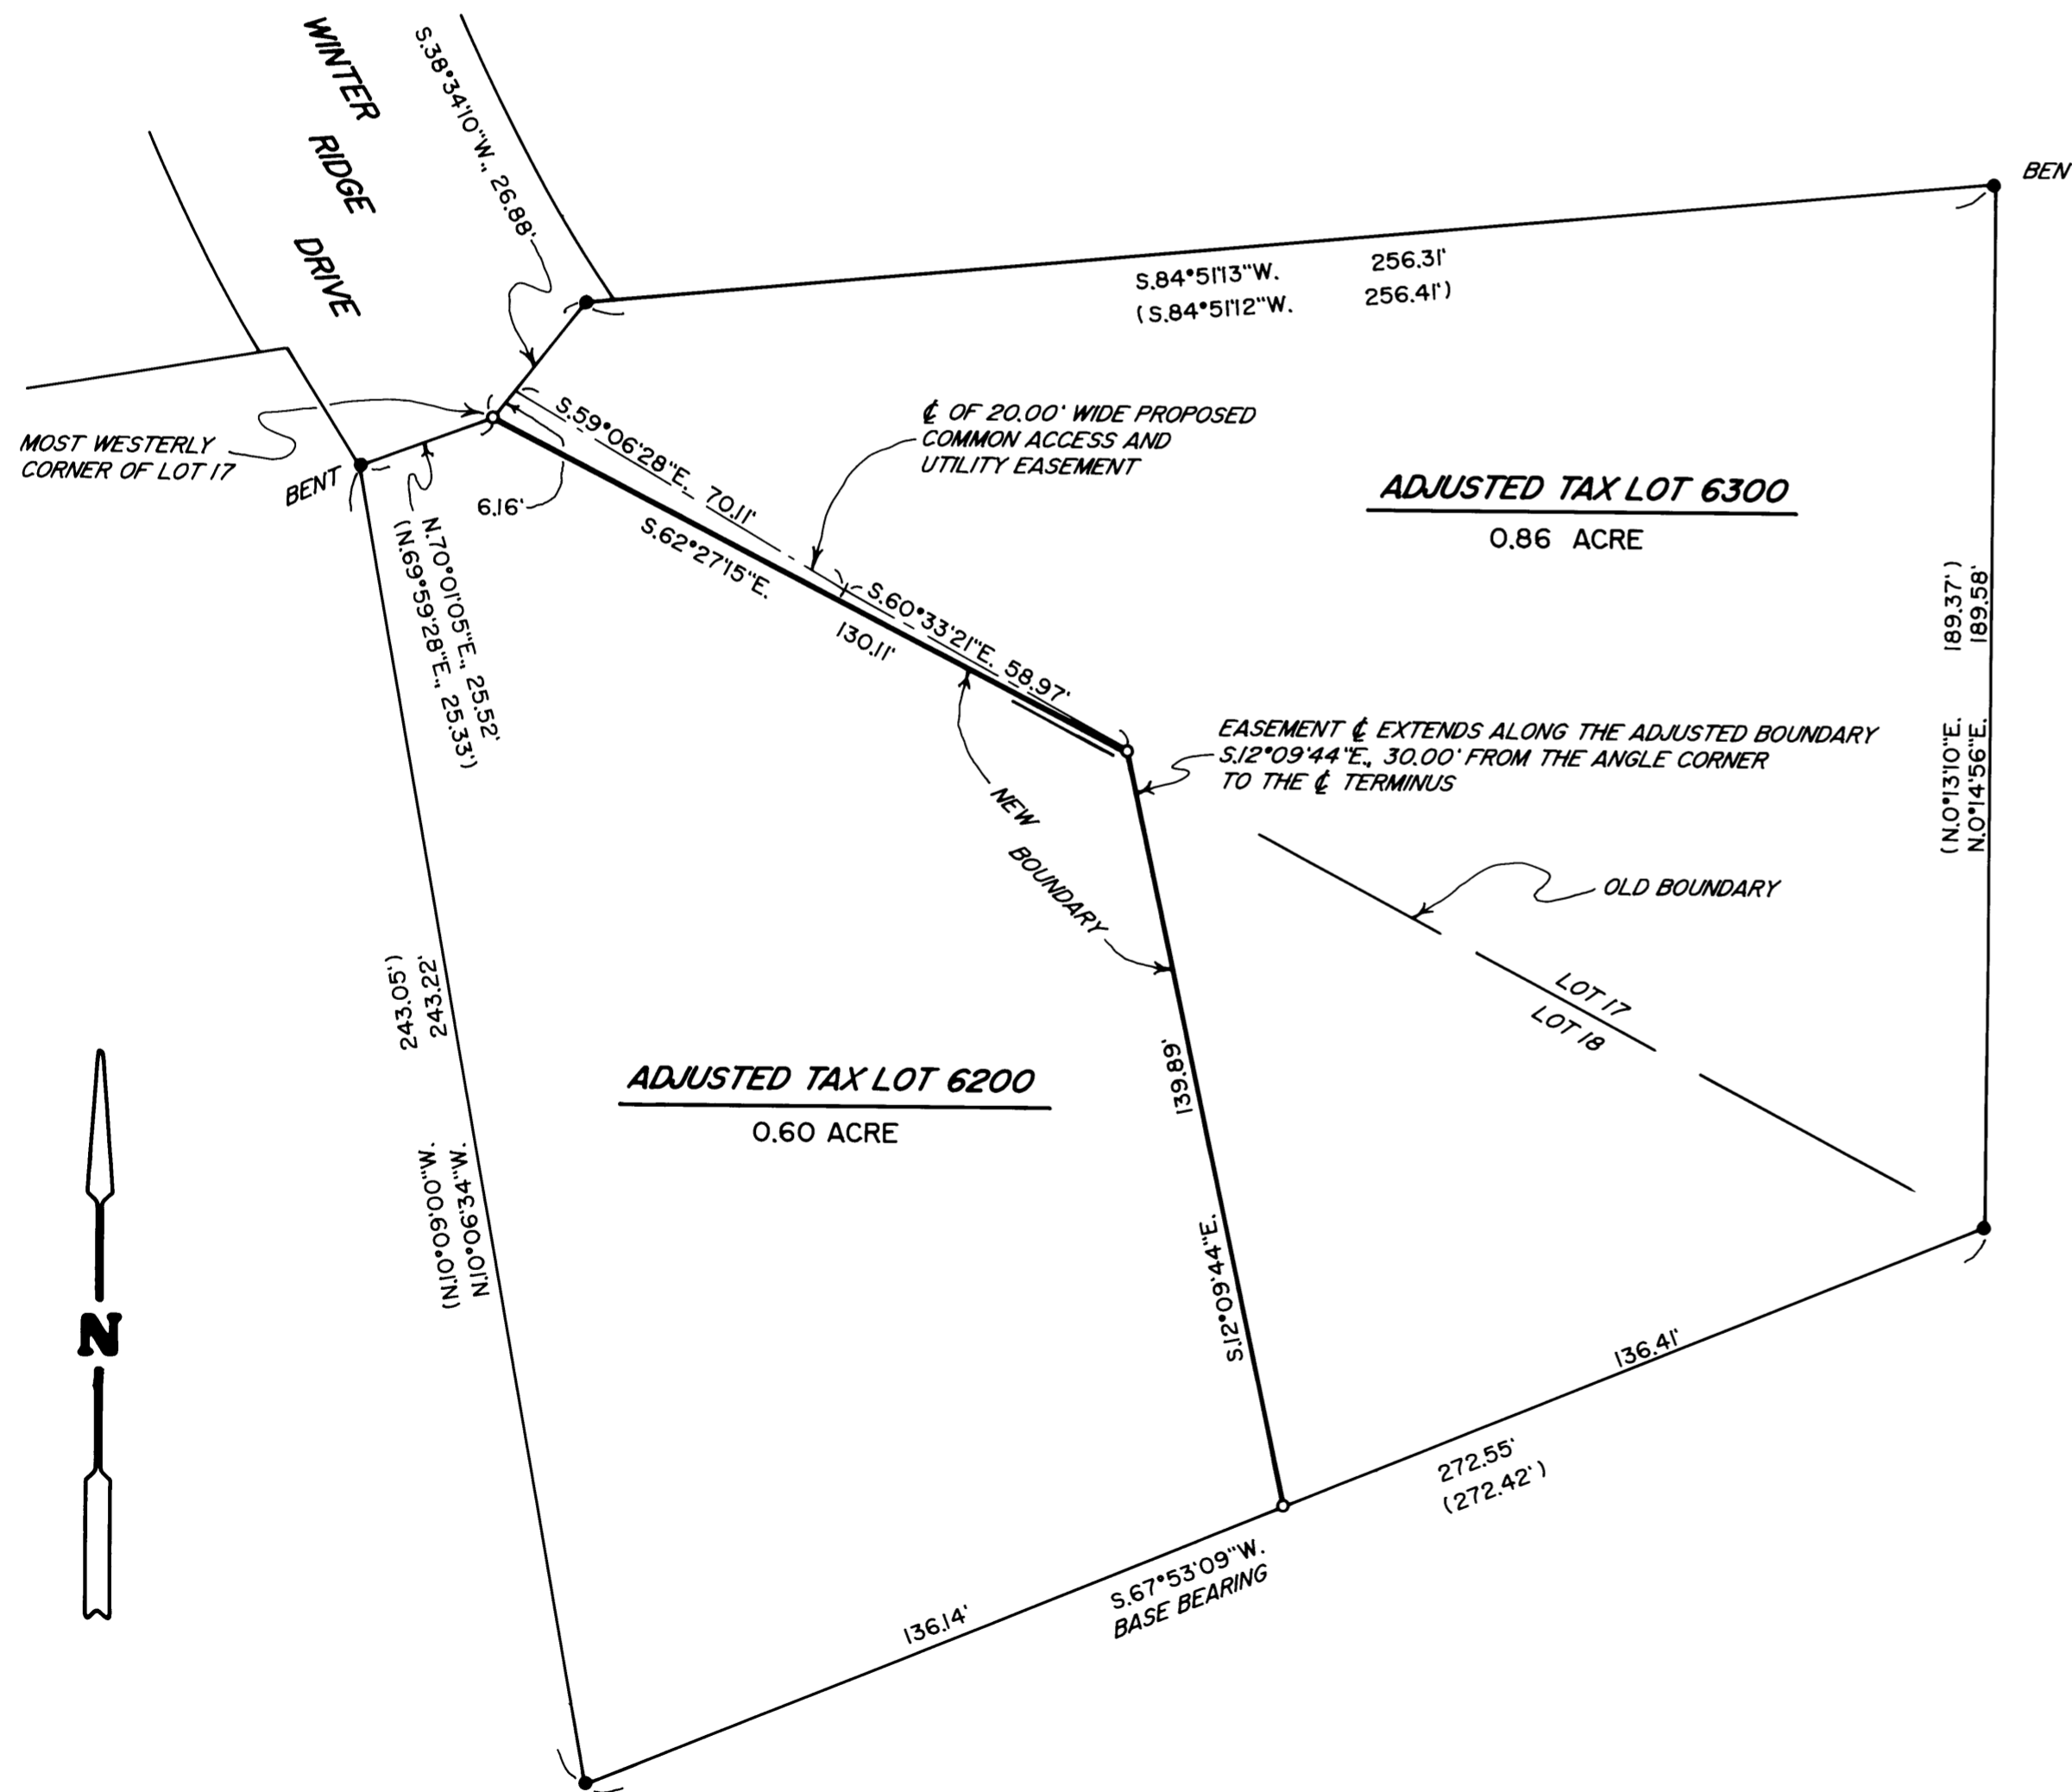 WINTER
RIDGE
DRIVE
S.38°34'10"W., 26.88'
BEN
S.84°51'13"W. 256.31'
(S.84°51'12"W. 256.41')
MOST WESTERLY
CORNER OF LOT 17
BENT
6.16'
N.70°01'05"E., 25.52'
(N.69°59'28"E., 25.33')
S.59°06'28"E. 70.11'
S.62°27'15"E.
130.11'
S.60°33'21"E. 58.97'
℄ OF 20.00' WIDE PROPOSED
COMMON ACCESS AND
UTILITY EASEMENT
ADJUSTED TAX LOT 6300
0.86 ACRE
(N.0°13'10"E. 189.37')
N.0°14'56"E. 189.58'
EASEMENT ℄ EXTENDS ALONG THE ADJUSTED BOUNDARY
S.12°09'44"E., 30.00' FROM THE ANGLE CORNER
TO THE ℄ TERMINUS
NEW
BOUNDARY
OLD BOUNDARY
LOT 17
LOT 18
(N.10°09'00"W. 243.05')
N.10°06'34"W. 243.22'
ADJUSTED TAX LOT 6200
0.60 ACRE
139.89'
S.12°09'44"E.
N
136.41'
272.55'
(272.42')
S.67°53'09"W.
BASE BEARING
136.14'